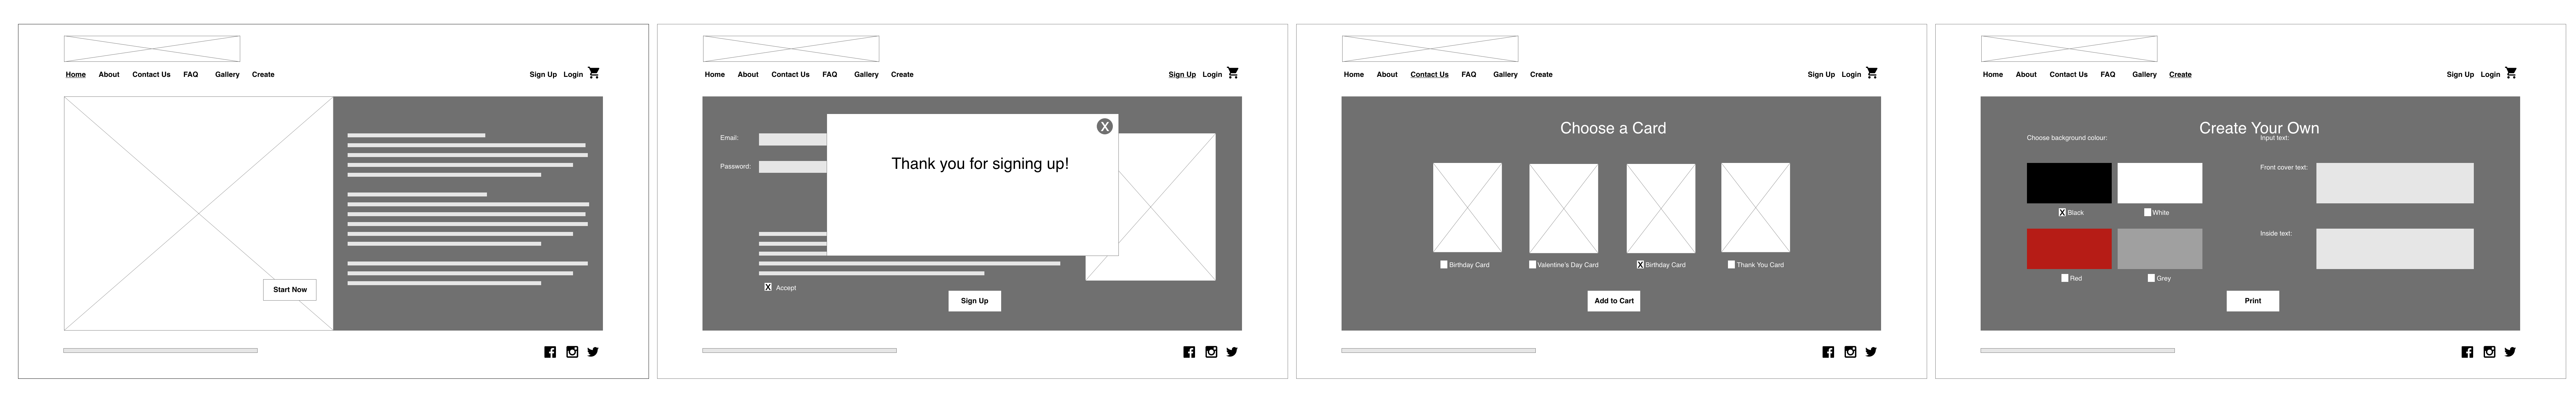 Home About Contact Us FAQ Gallery Create Sign Up Login
Start Now
Home About Contact Us FAQ Gallery Create Sign Up Login
Email:
Password:
X
Thank you for signing up!
X Accept
Sign Up
Home About Contact Us FAQ Gallery Create Sign Up Login
Choose a Card
Birthday Card Valentine's Day Card X Birthday Card Thank You Card
Add to Cart
Home About Contact Us FAQ Gallery Create Sign Up Login
Create Your Own
Choose background colour: Input text:
Front cover text:
X Black White
Inside text:
Red Grey
Print